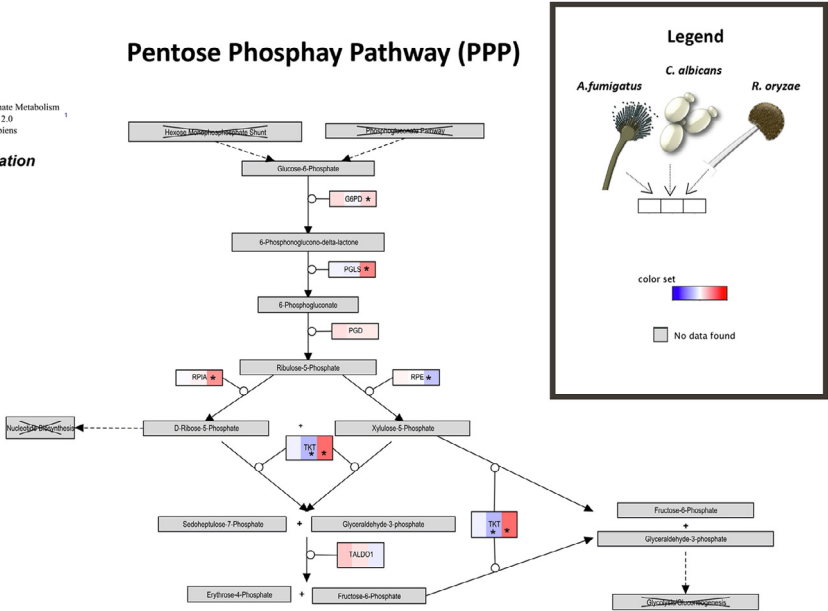 Pentose Phosphay Pathway (PPP)
Legend
A.fumigatus
C. albicans
R. oryzae
color set
No data found
nate Metabolism
2.0
piens
1
ation
Hexose Monophosphate Shunt
Phosphogluconate Pathway
Glucose-6-Phosphate
G6PD *
6-Phosphonoglucono-delta-lactone
PGLS *
6-Phosphogluconate
PGD
Ribulose-5-Phosphate
RPIA *
RPE *
Nucleotide Biosynthesis
D-Ribose-5-Phosphate
+
Xylulose-5-Phosphate
TKT
* *
Sedoheptulose-7-Phosphate
+
Glyceraldehyde-3-phosphate
TKT
* *
Fructose-6-Phosphate
+
Glyceraldehyde-3-phosphate
TALDO1
Erythrose-4-Phosphate
+
Fructose-6-Phosphate
Glycolysis/Gluconeogenesis